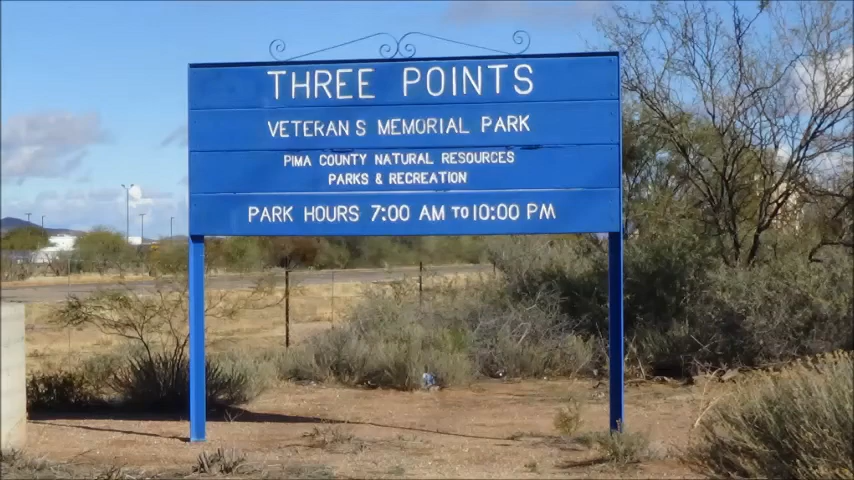 THREE POINTS
VETERANS MEMORIAL PARK
PIMA COUNTY NATURAL RESOURCES
PARKS & RECREATION
PARK HOURS 7:00 AM TO 10:00 PM